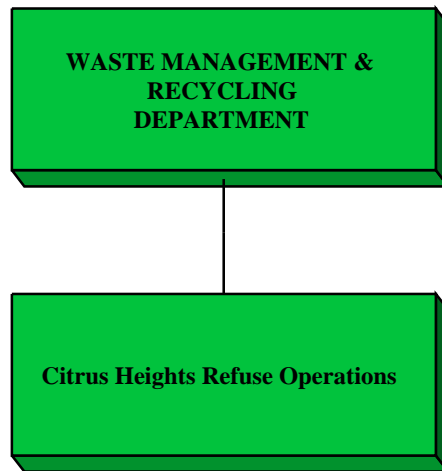 WASTE MANAGEMENT &
RECYCLING
DEPARTMENT
Citrus Heights Refuse Operations